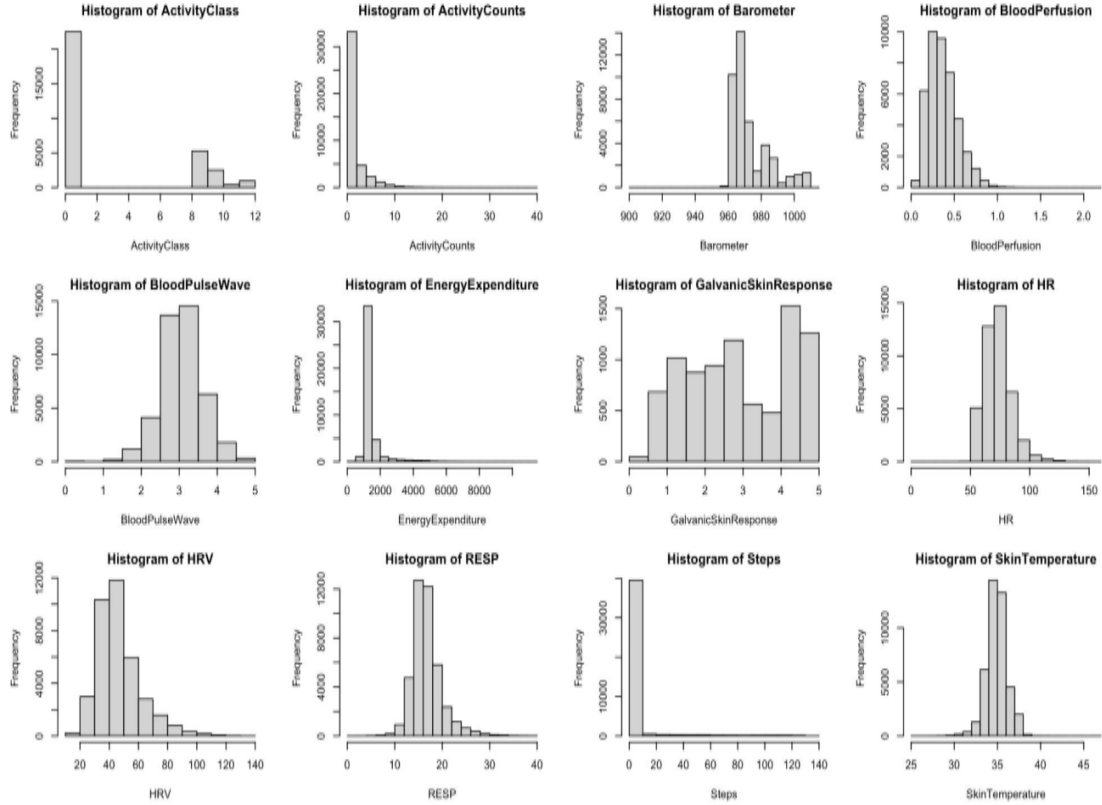 Histogram of ActivityClass
Frequency
0 5000 15000
0 2 4 6 8 10 12
ActivityClass
Histogram of ActivityCounts
Frequency
0 10000 20000 30000
0 10 20 30 40
ActivityCounts
Histogram of Barometer
Frequency
0 40000 80000 120000
900 920 940 960 980 1000
Barometer
Histogram of BloodPerfusion
Frequency
0 20000 60000 100000
0.0 0.5 1.0 1.5 2.0
BloodPerfusion
Histogram of BloodPulseWave
Frequency
0 5000 10000 15000
0 1 2 3 4 5
BloodPulseWave
Histogram of EnergyExpenditure
Frequency
0 10000 20000 30000
0 2000 4000 6000 8000
EnergyExpenditure
Histogram of GalvanicSkinResponse
Frequency
0 5000 10000 1500
0 1 2 3 4 5
GalvanicSkinResponse
Histogram of HR
Frequency
0 5000 10000 15000
0 50 100 150
HR
Histogram of HRV
Frequency
0 4000 8000 12000
20 40 60 80 100 120 140
HRV
Histogram of RESP
Frequency
0 4000 8000 12000
0 10 20 30 40
RESP
Histogram of Steps
Frequency
0 10000 30000
0 20 40 60 80 100 120 140
Steps
Histogram of SkinTemperature
Frequency
0 50000 100000
25 30 35 40 45
SkinTemperature